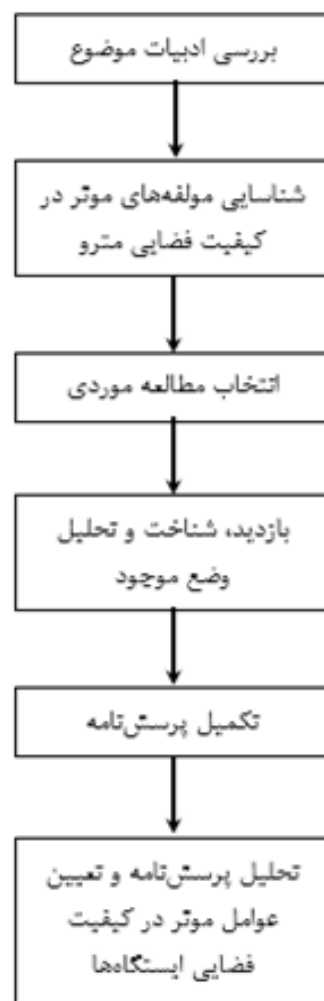 بررسی ادبیات موضوع
شناسایی مولفه‌های موثر در
کیفیت فضایی مترو
انتخاب مطالعه موردی
بازدید، شناخت و تحلیل
وضع موجود
تکمیل پرسش‌نامه
تحلیل پرسش‌نامه و تعیین
عوامل موثر در کیفیت
فضایی ایستگاه‌ها